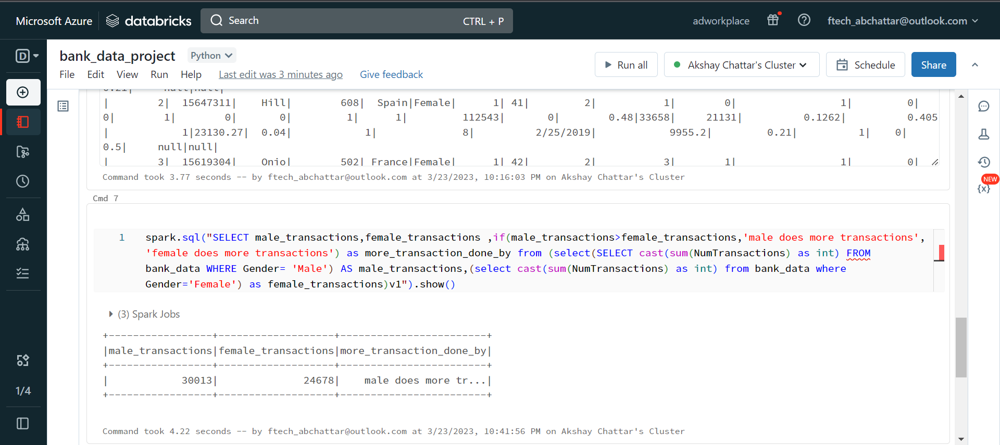 Microsoft Azure databricks Search CTRL + P adworkplace ftech_abchattar@outlook.com
D
bank_data_project Python
Run all Akshay Chattar's Cluster Schedule Share
File Edit View Run Help Last edit was 3 minutes ago Give feedback
| 2| 15647311| Hill| 608| Spain|Female| 1| 41| 2| 1| 0| 1| 0|
0| 1| 0| 0| 1| 1| 112543| 0| 0.48|33658| 21131| 0.1262| 0.405
| 1|23130.27| 0.04| 1| 8| 2/25/2019| 9955.2| 0.21| 1| 0|
0.5| null|null|
| 3| 15619304| Onio| 502| France|Female| 1| 42| 2| 3| 1| 1| 0|
Command took 3.77 seconds -- by ftech_abchattar@outlook.com at 3/23/2023, 10:16:03 PM on Akshay Chattar's Cluster
NEW
{x}
Cmd 7
1 spark.sql("SELECT male_transactions,female_transactions ,if(male_transactions>female_transactions,'male does more transactions',
'female does more transactions') as more_transaction_done_by from (select(SELECT cast(sum(NumTransactions) as int) FROM
bank_data WHERE Gender= 'Male') AS male_transactions,(select cast(sum(NumTransactions) as int) from bank_data where
Gender='Female') as female_transactions)v1").show()
(3) Spark Jobs
+-----------------+-------------------+------------------------+
|male_transactions|female_transactions|more_transaction_done_by|
+-----------------+-------------------+------------------------+
| 30013| 24678| male does more tr...|
+-----------------+-------------------+------------------------+
1/4
Command took 4.22 seconds -- by ftech_abchattar@outlook.com at 3/23/2023, 10:41:56 PM on Akshay Chattar's Cluster